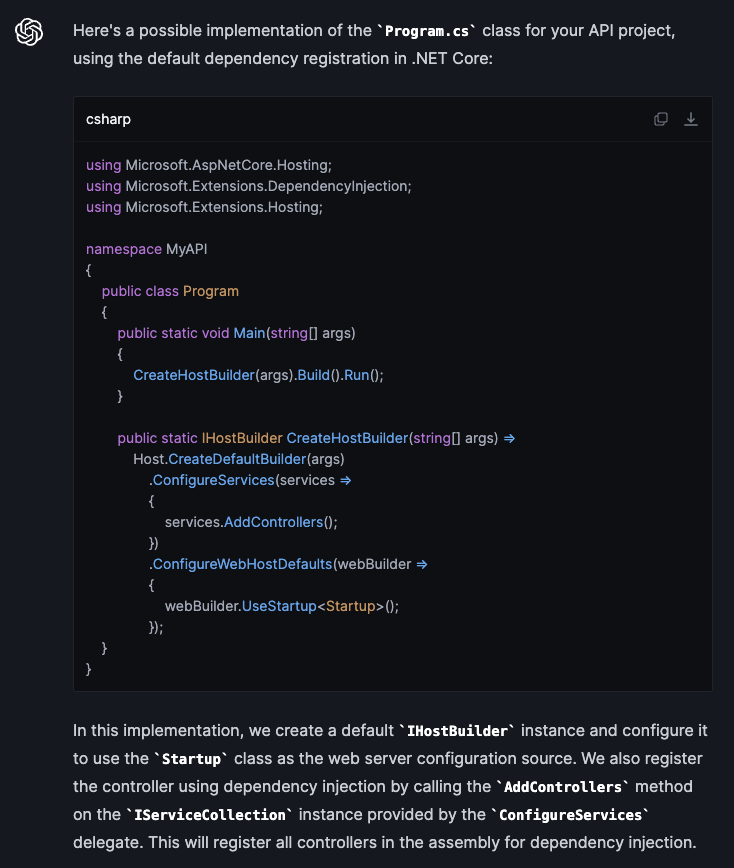 Here's a possible implementation of the `Program.cs` class for your API project,
using the default dependency registration in .NET Core:
csharp
using Microsoft.AspNetCore.Hosting;
using Microsoft.Extensions.DependencyInjection;
using Microsoft.Extensions.Hosting;
namespace MyAPI
{
public class Program
{
public static void Main(string[] args)
{
CreateHostBuilder(args).Build().Run();
}
public static IHostBuilder CreateHostBuilder(string[] args) =>
Host.CreateDefaultBuilder(args)
.ConfigureServices(services =>
{
services.AddControllers();
})
.ConfigureWebHostDefaults(webBuilder =>
{
webBuilder.UseStartup<Startup>();
});
}
}
In this implementation, we create a default `IHostBuilder` instance and configure it
to use the `Startup` class as the web server configuration source. We also register
the controller using dependency injection by calling the `AddControllers` method
on the `IServiceCollection` instance provided by the `ConfigureServices`
delegate. This will register all controllers in the assembly for dependency injection.